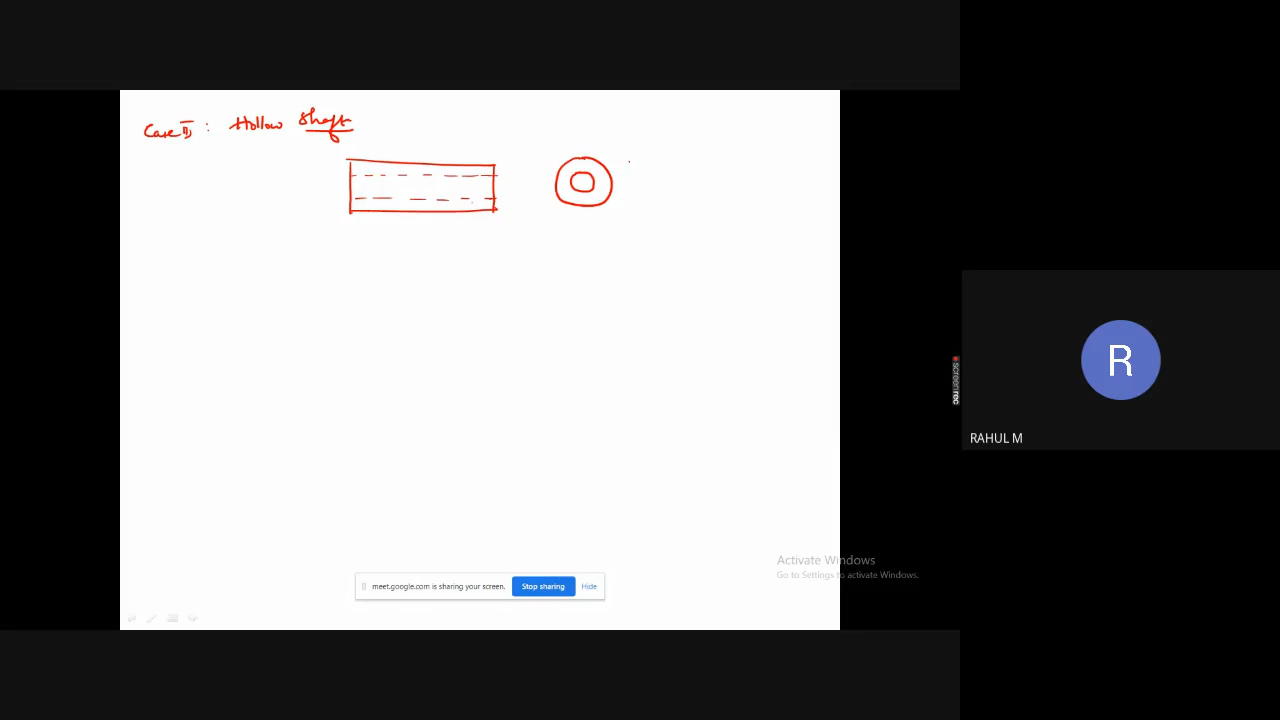 Case II : Hollow Shaft
R
RAHUL M
screenrec
Activate Windows
Go to Settings to activate Windows.
meet.google.com is sharing your screen. Stop sharing Hide